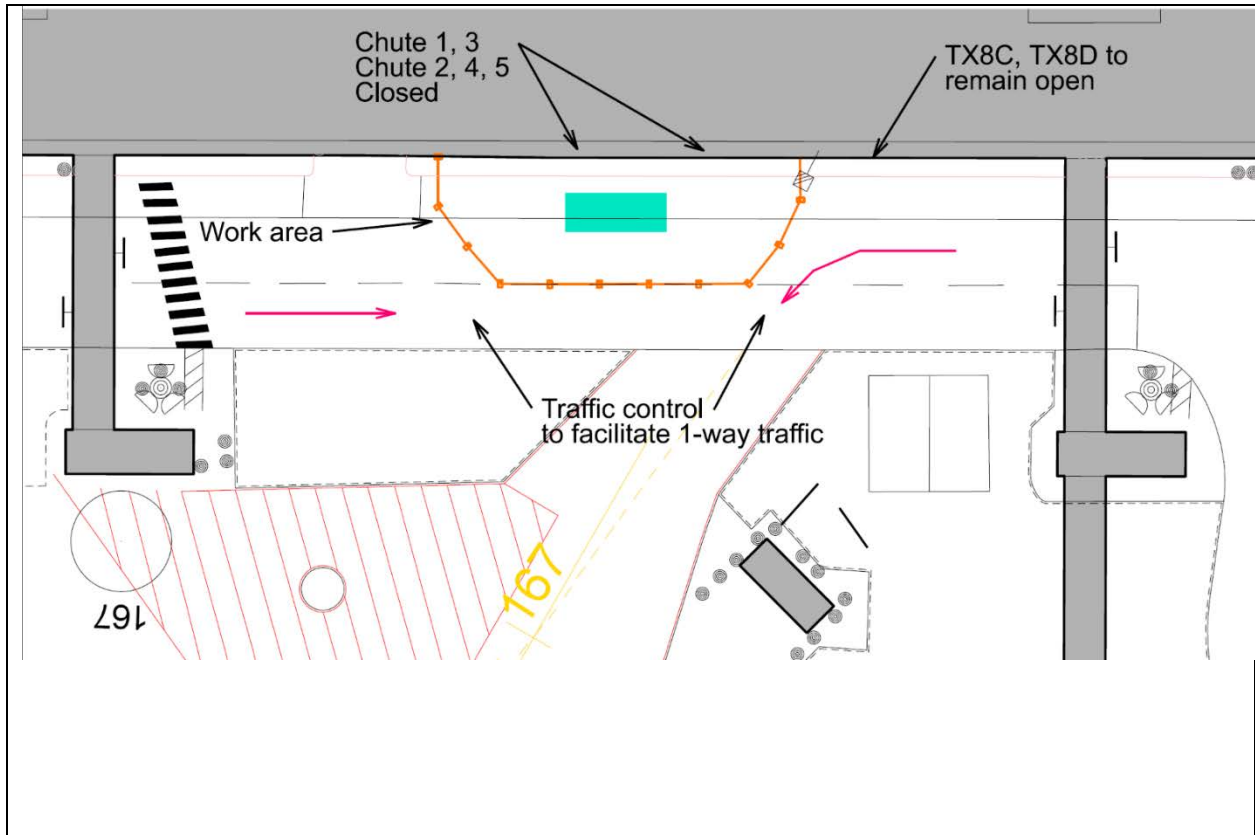 Chute 1, 3
Chute 2, 4, 5
Closed
TX8C, TX8D to
remain open
Work area
Traffic control
to facilitate 1-way traffic
167
167